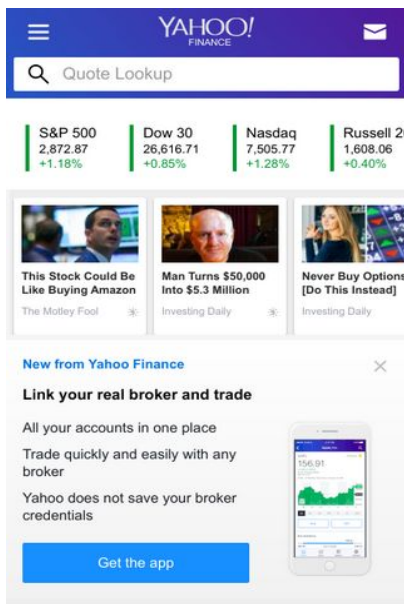 YAHOO!
FINANCE
Quote Lookup
S&P 500 Dow 30 Nasdaq Russell 2
2,872.87 26,616.71 7,505.77 1,608.06
+1.18% +0.85% +1.28% +0.40%
This Stock Could Be Man Turns $50,000 Never Buy Options
Like Buying Amazon Into $5.3 Million [Do This Instead]
The Motley Fool Investing Daily Investing Daily
New from Yahoo Finance
Link your real broker and trade
All your accounts in one place
Trade quickly and easily with any
broker
Yahoo does not save your broker
credentials
156.91
Get the app